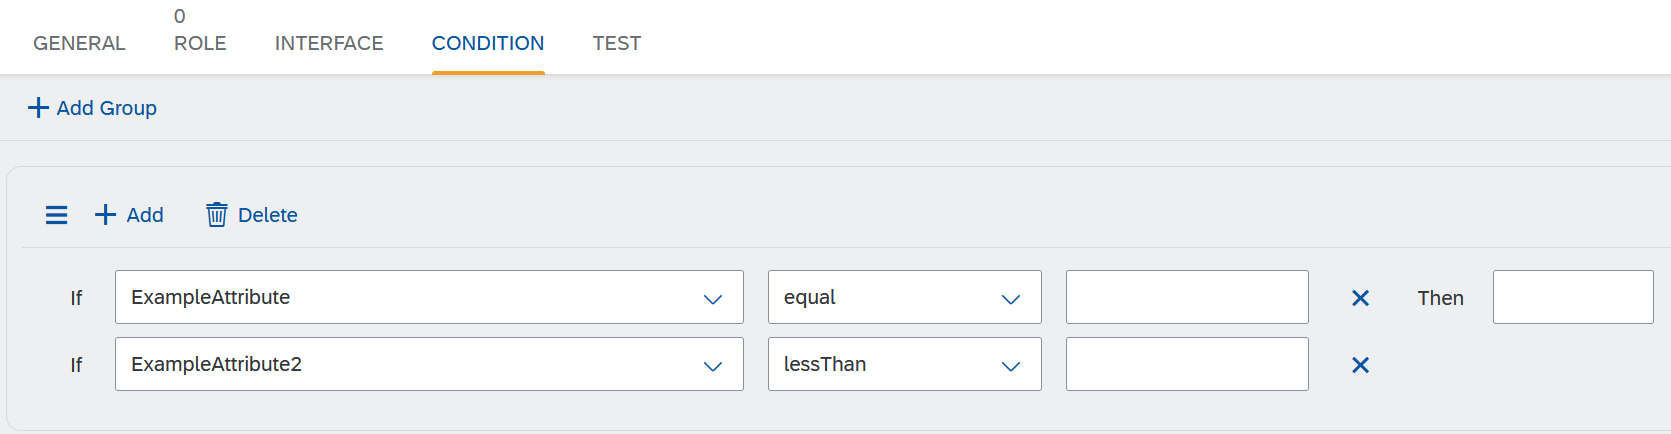 0
GENERAL ROLE INTERFACE CONDITION TEST
Add Group
Add Delete
If ExampleAttribute equal Then
If ExampleAttribute2 lessThan